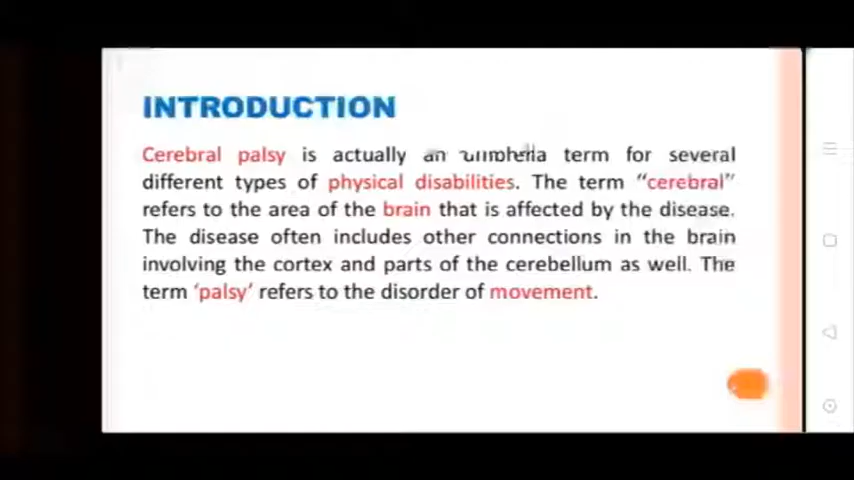 INTRODUCTION
Cerebral palsy is actually an umbrella term for several
different types of physical disabilities. The term “cerebral”
refers to the area of the brain that is affected by the disease.
The disease often includes other connections in the brain
involving the cortex and parts of the cerebellum as well. The
term ‘palsy’ refers to the disorder of movement.